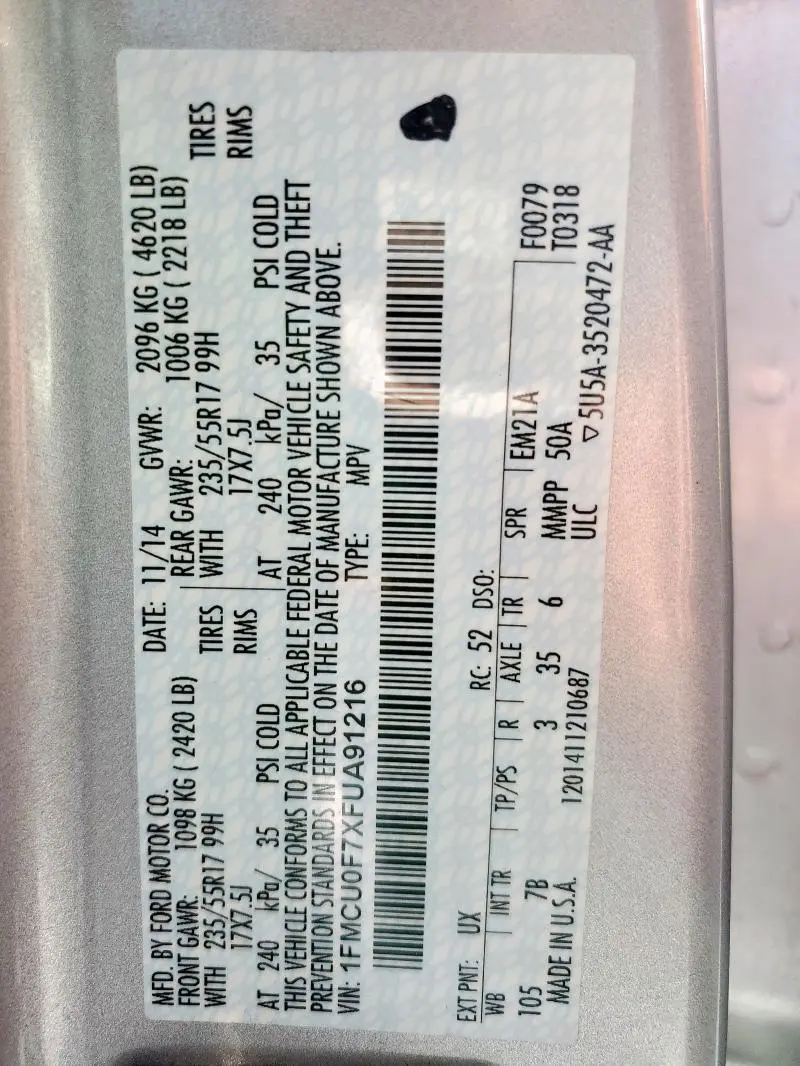 MFD. BY FORD MOTOR CO. DATE: 11/14 GVWR: 2096 KG ( 4620 LB)
FRONT GAWR: 1098 KG ( 2420 LB) REAR GAWR: 1006 KG ( 2218 LB)
WITH 235/55R17 99H TIRES WITH 235/55R17 99H TIRES
17X7.5J RIMS 17X7.5J RIMS
AT 240 kPa/ 35 PSI COLD AT 240 kPa/ 35 PSI COLD
THIS VEHICLE CONFORMS TO ALL APPLICABLE FEDERAL MOTOR VEHICLE SAFETY AND THEFT
PREVENTION STANDARDS IN EFFECT ON THE DATE OF MANUFACTURE SHOWN ABOVE.
VIN: 1FMCU0F7XFUA91216 TYPE: MPV
EXT PNT: UX RC: 52 DSO:
WB INT TR TP/PS R AXLE TR SPR EM21A F0079
105 7B 3 35 6 MMPP 50A T0318
MADE IN U.S.A. 1201411210687 ULC
▽5U5A-3520472-AA